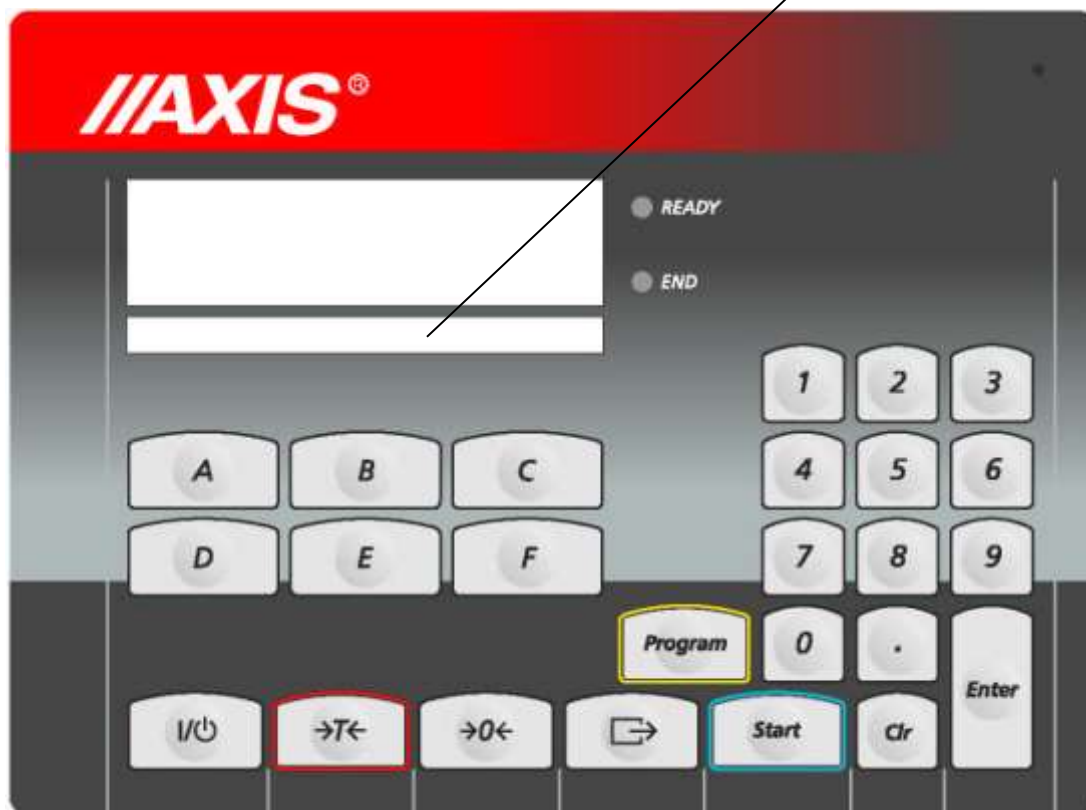 //AXIS®
READY
END
1 2 3
A B C 4 5 6
D E F 7 8 9
Program 0 . Enter
I/⏻ →T← →0← Start Clr